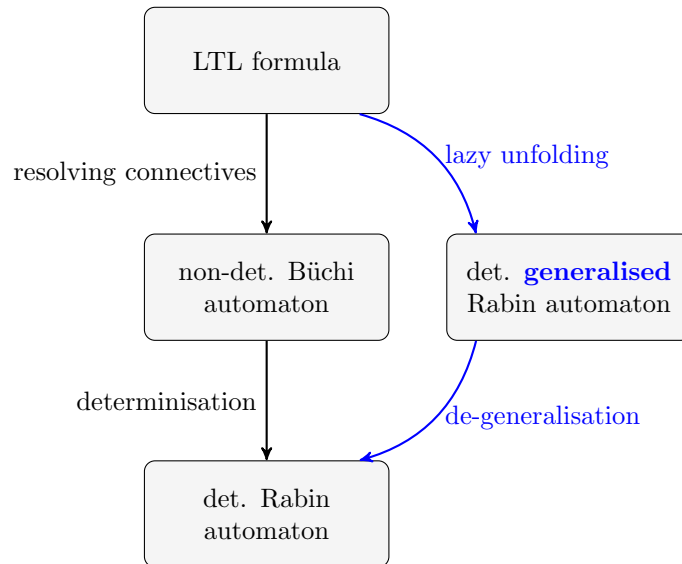 LTL formula
lazy unfolding
resolving connectives
non-det. Büchi
automaton
det. generalised
Rabin automaton
determinisation
de-generalisation
det. Rabin
automaton